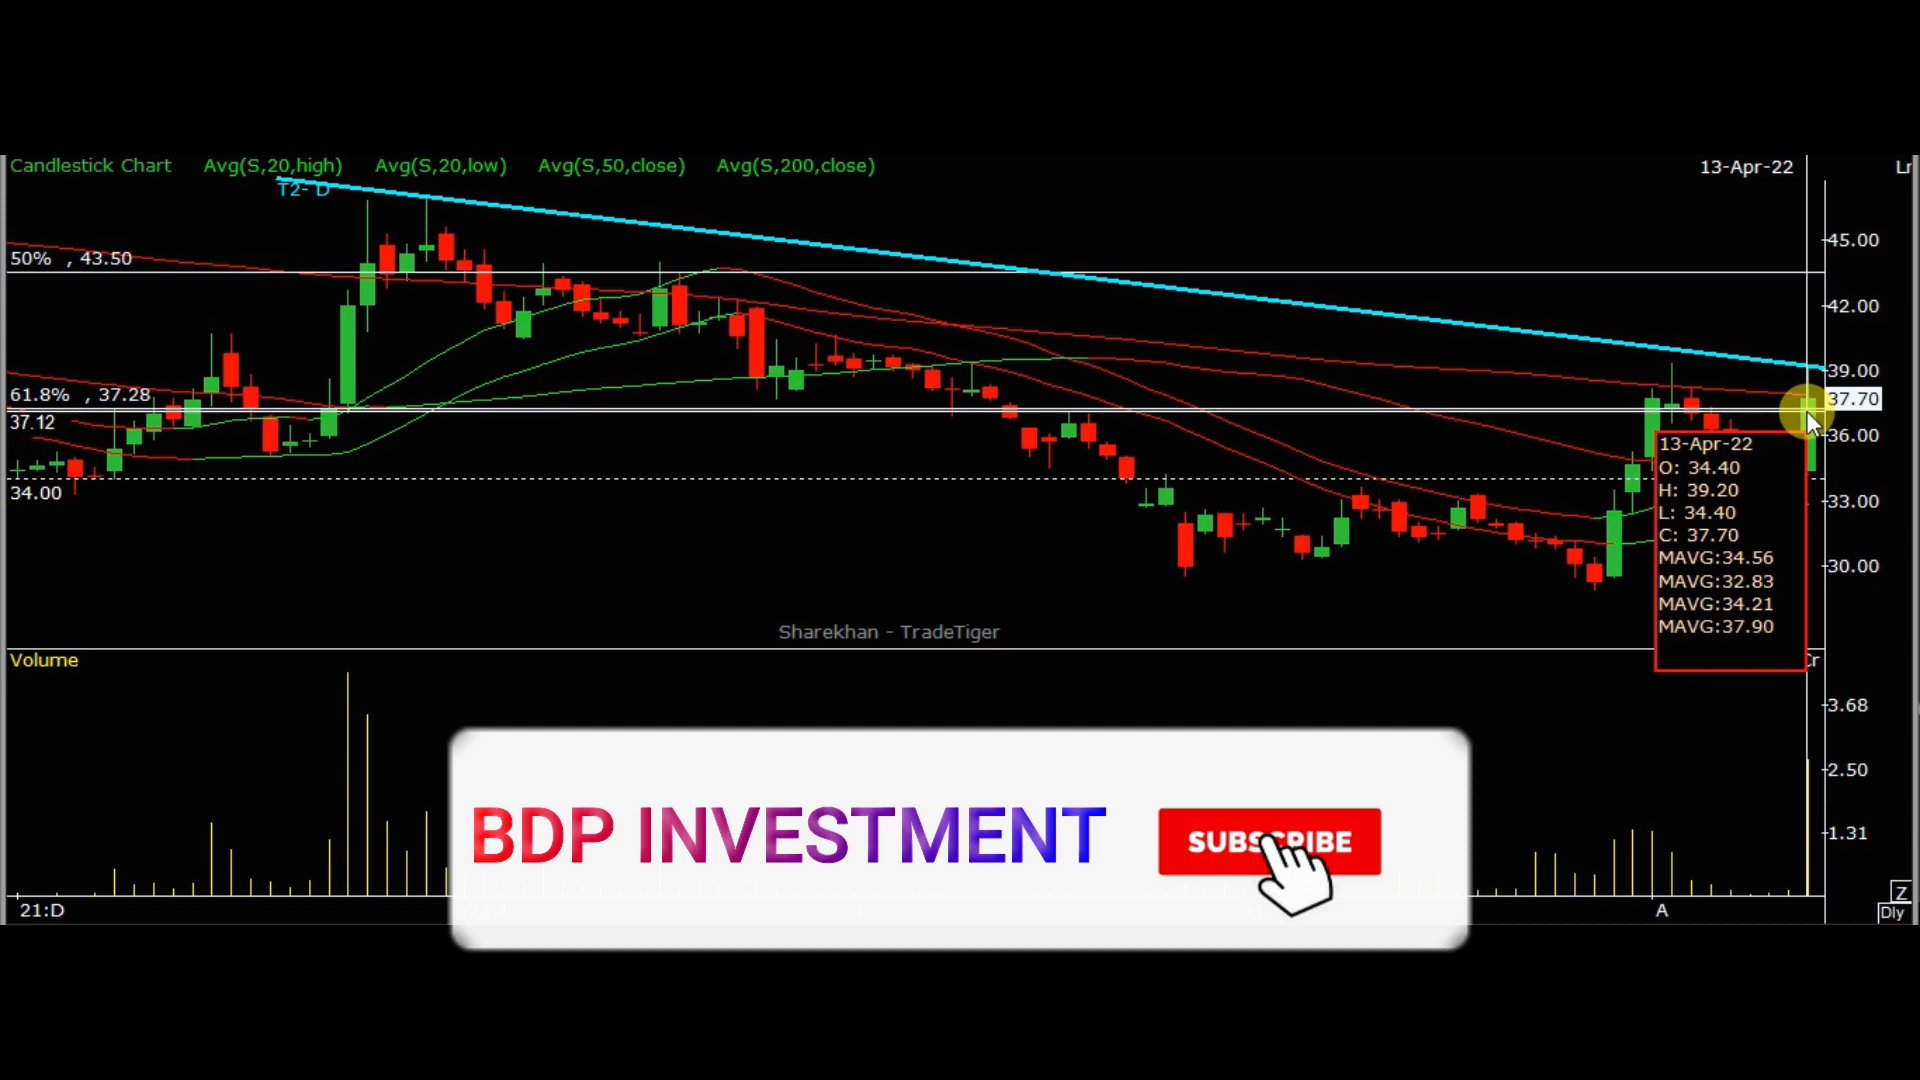 Candlestick Chart Avg(S,20,high) Avg(S,20,low) Avg(S,50,close) Avg(S,200,close) 13-Apr-22
T2- D
45.00
50% , 43.50
42.00
39.00
61.8% , 37.28
37.70
37.12
36.00
13-Apr-22
O: 34.40
H: 39.20
L: 34.40
C: 37.70
MAVG:34.56
MAVG:32.83
MAVG:34.21
MAVG:37.90
34.00
33.00
30.00
Sharekhan - TradeTiger
Volume
Cr
3.68
2.50
1.31
BDP INVESTMENT
SUBSCRIBE
Z
21:D A Dly